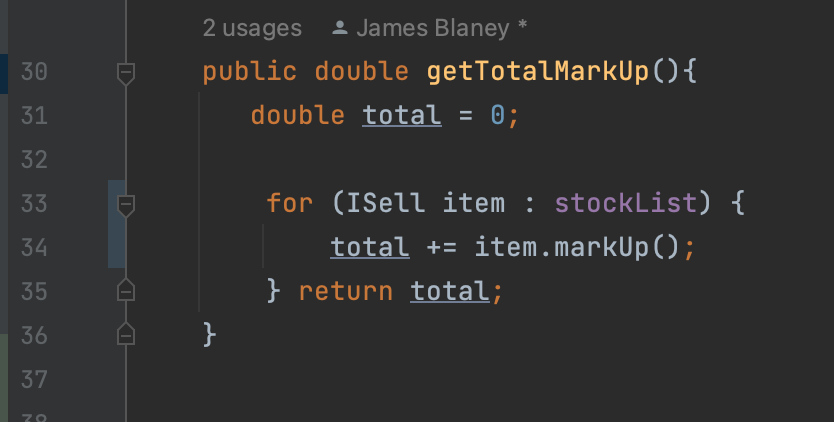 2 usages James Blaney *
30 public double getTotalMarkUp(){
31 double total = 0;
32
33 for (ISell item : stockList) {
34 total += item.markUp();
35 } return total;
36 }
37